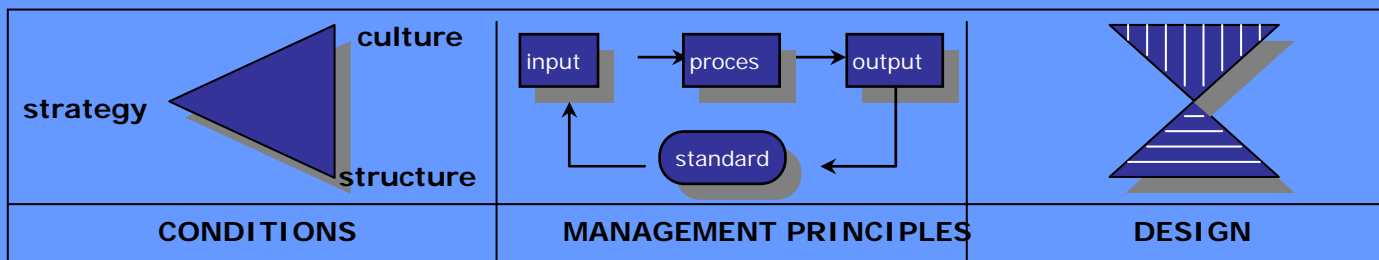 culture
strategy
structure
CONDITIONS
input
proces
output
standard
MANAGEMENT PRINCIPLES
DESIGN